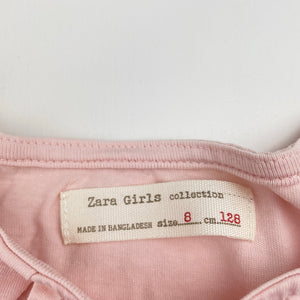 Zara Girls collection
MADE IN BANGLADESH size 8 cm 128